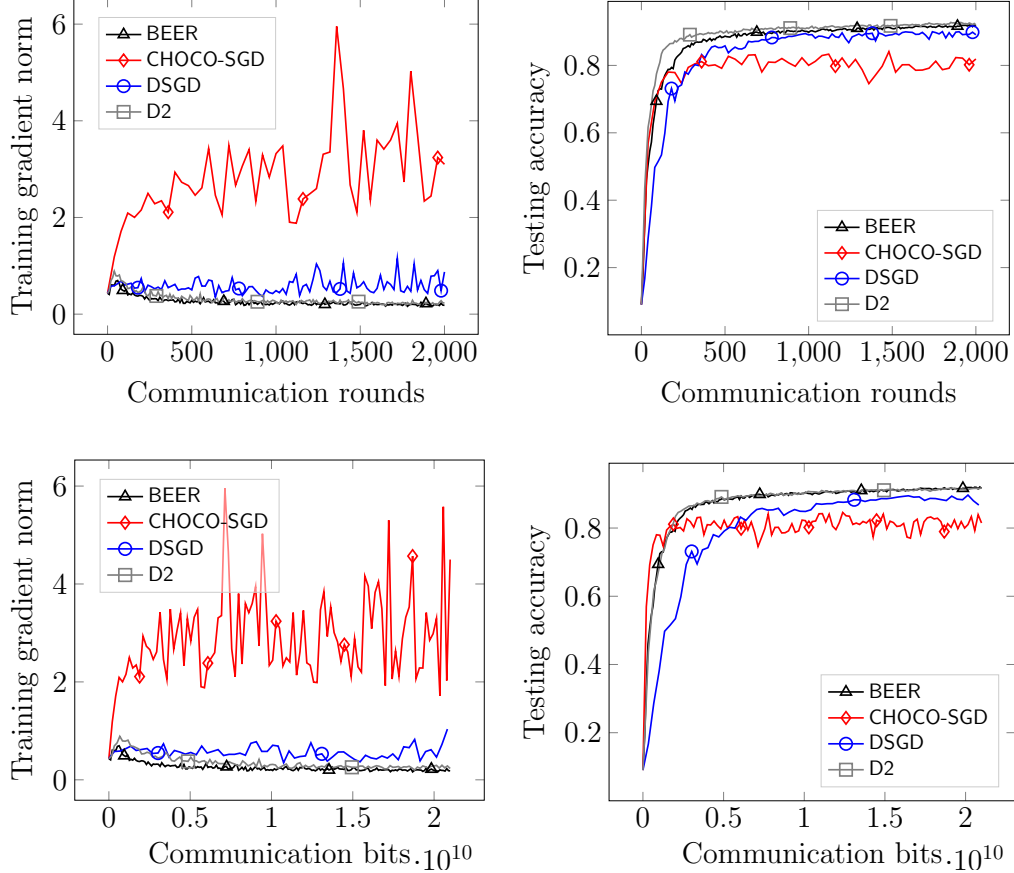 Training gradient norm
6
4
2
0
BEER
CHOCO-SGD
DSGD
D2
0
500
1,000
1,500
2,000
Communication rounds
Testing accuracy
0.8
0.6
0.4
0.2
BEER
CHOCO-SGD
DSGD
D2
0
500
1,000
1,500
2,000
Communication rounds
Training gradient norm
6
4
2
0
BEER
CHOCO-SGD
DSGD
D2
0
0.5
1
1.5
2
Communication bits ·10¹⁰
Testing accuracy
0.8
0.6
0.4
0.2
BEER
CHOCO-SGD
DSGD
D2
0
0.5
1
1.5
2
Communication bits ·10¹⁰